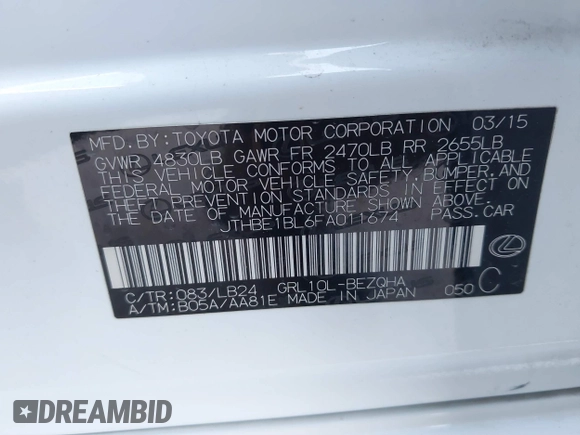 MFD.BY:TOYOTA MOTOR CORPORATION 03/15
GVWR 4830LB GAWR FR 2470LB RR 2655LB
THIS VEHICLE CONFORMS TO ALL APPLICABLE
FEDERAL MOTOR VEHICLE SAFETY,BUMPER,AND
THEFT PREVENTION STANDARDS IN EFFECT ON
THE DATE OF MANUFACTURE SHOWN ABOVE.
JTHBE1BL6FA011674 PASS.CAR
C/TR:083/LB24 GRL10L-BEZQHA
A/TM:B05A/AA81E MADE IN JAPAN 050 C
DREAMBID